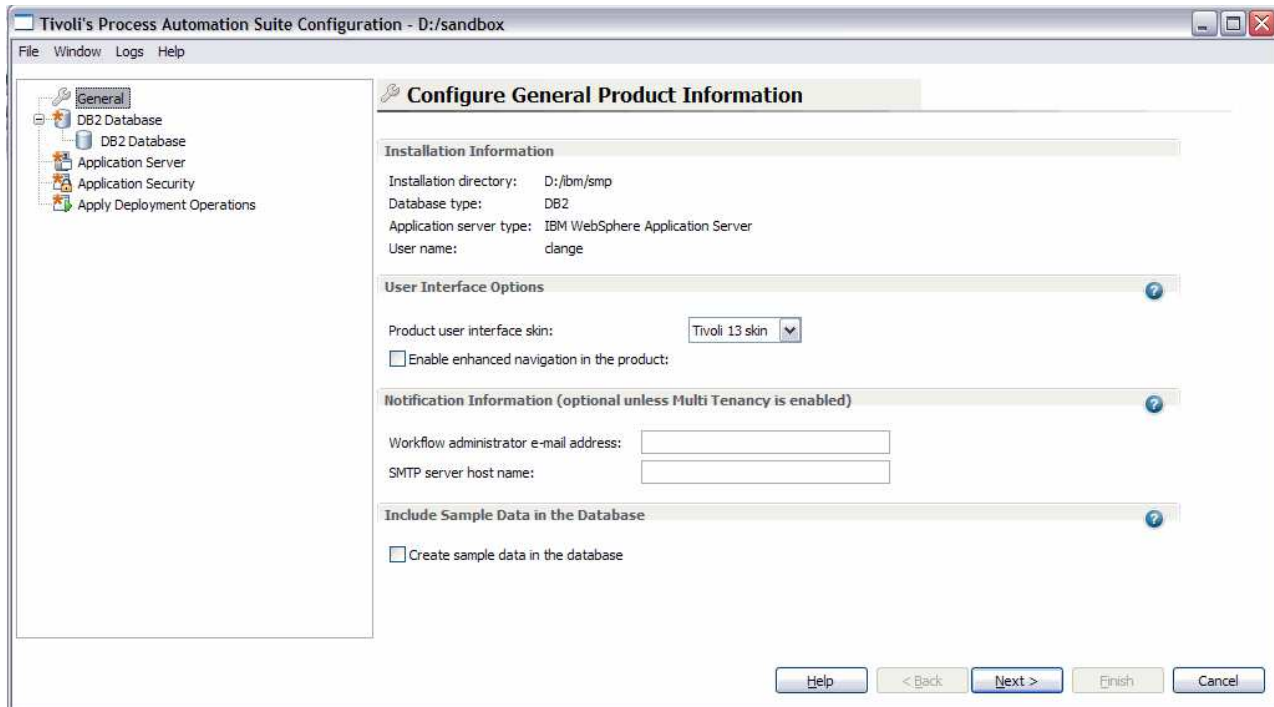 Tivoli's Process Automation Suite Configuration - D:/sandbox
File Window Logs Help
General
DB2 Database
DB2 Database
Application Server
Application Security
Apply Deployment Operations
Configure General Product Information
Installation Information
Installation directory: D:/ibm/smp
Database type: DB2
Application server type: IBM WebSphere Application Server
User name: clange
User Interface Options
Product user interface skin: Tivoli 13 skin
Enable enhanced navigation in the product:
Notification Information (optional unless Multi Tenancy is enabled)
Workflow administrator e-mail address:
SMTP server host name:
Include Sample Data in the Database
Create sample data in the database
Help < Back Next > Finish Cancel